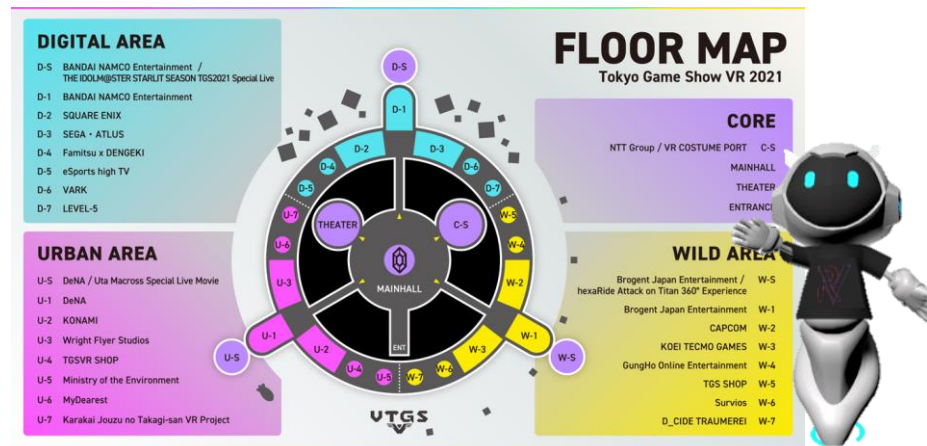 FLOOR MAP
Tokyo Game Show VR 2021
DIGITAL AREA
D-S BANDAI NAMCO Entertainment /
THE IDOLM@STER STARLIT SEASON TGS2021 Special Live
D-1 BANDAI NAMCO Entertainment
D-2 SQUARE ENIX
D-3 SEGA・ATLUS
D-4 Famitsu x DENGEKI
D-5 eSports high TV
D-6 VARK
D-7 LEVEL-5
URBAN AREA
U-S DeNA / Uta Macross Special Live Movie
U-1 DeNA
U-2 KONAMI
U-3 Wright Flyer Studios
U-4 TGSVR SHOP
U-5 Ministry of the Environment
U-6 MyDearest
U-7 Karakai Jouzu no Takagi-san VR Project
D-S
D-1
D-2
D-3
D-4
D-6
D-5
D-7
U-7
W-5
THEATER
C-S
U-6
W-4
U-3
W-2
MAINHALL
U-1
W-1
U-2
ENT
W-3
U-S
W-S
U-4
W-6
U-5
W-7
VTGS
CORE
NTT Group / VR COSTUME PORT C-S
MAINHALL
THEATER
ENTRANC
WILD AREA
Brogent Japan Entertainment / W-S
hexaRide Attack on Titan 360° Experience
Brogent Japan Entertainment W-1
CAPCOM W-2
KOEI TECMO GAMES W-3
GungHo Online Entertainment W-4
TGS SHOP W-5
Survios W-6
D_CIDE TRAUMEREI W-7